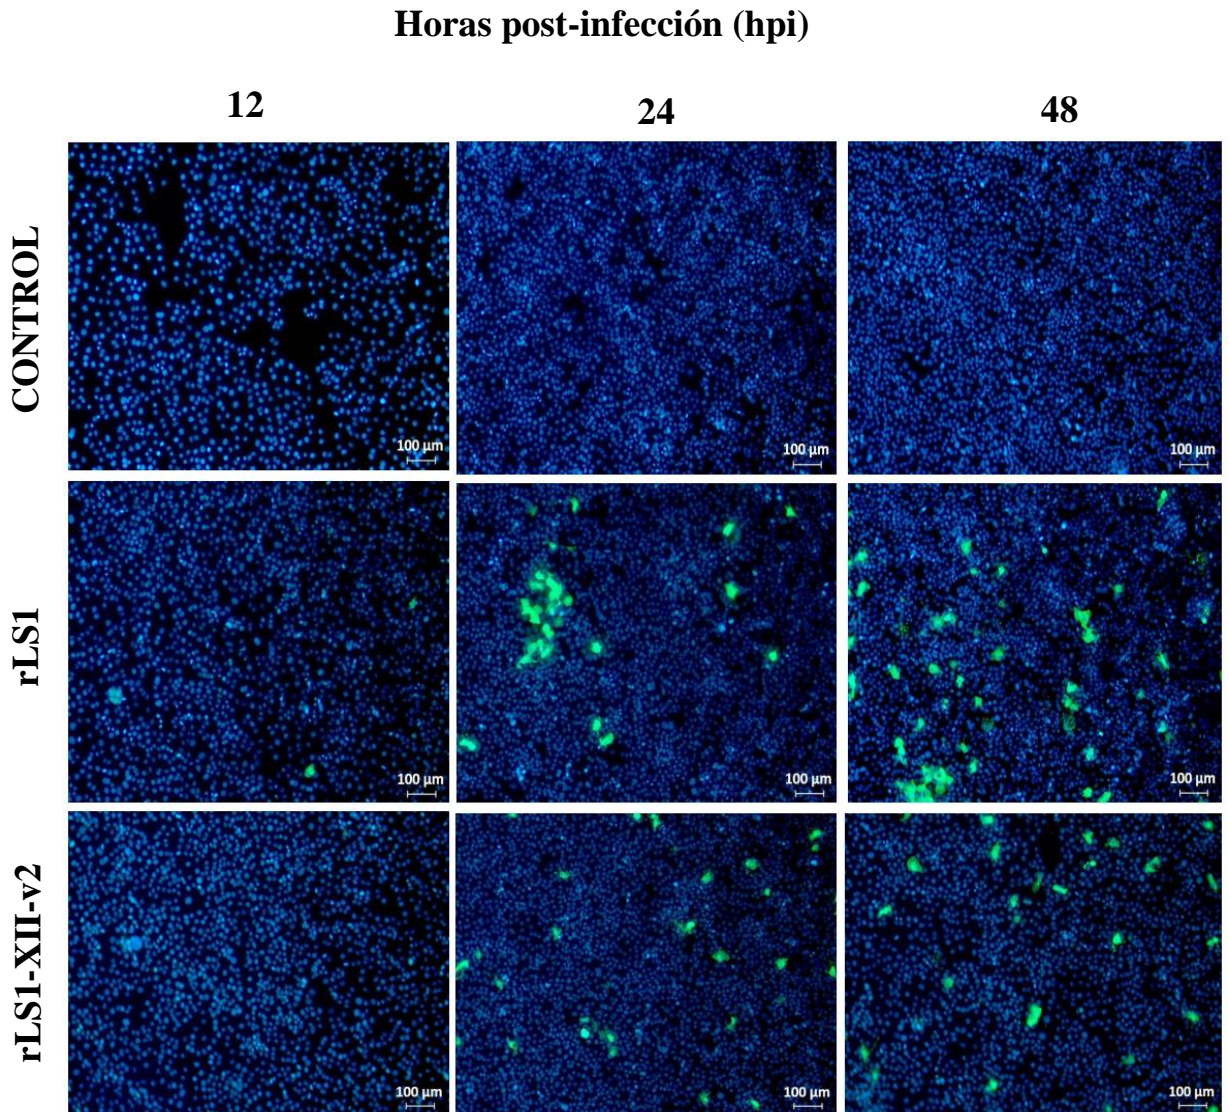 Horas post-infección (hpi)
12
24
48
CONTROL
100 µm
100 µm
100 µm
rLS1
100 µm
100 µm
100 µm
rLS1-XII-v2
100 µm
100 µm
100 µm